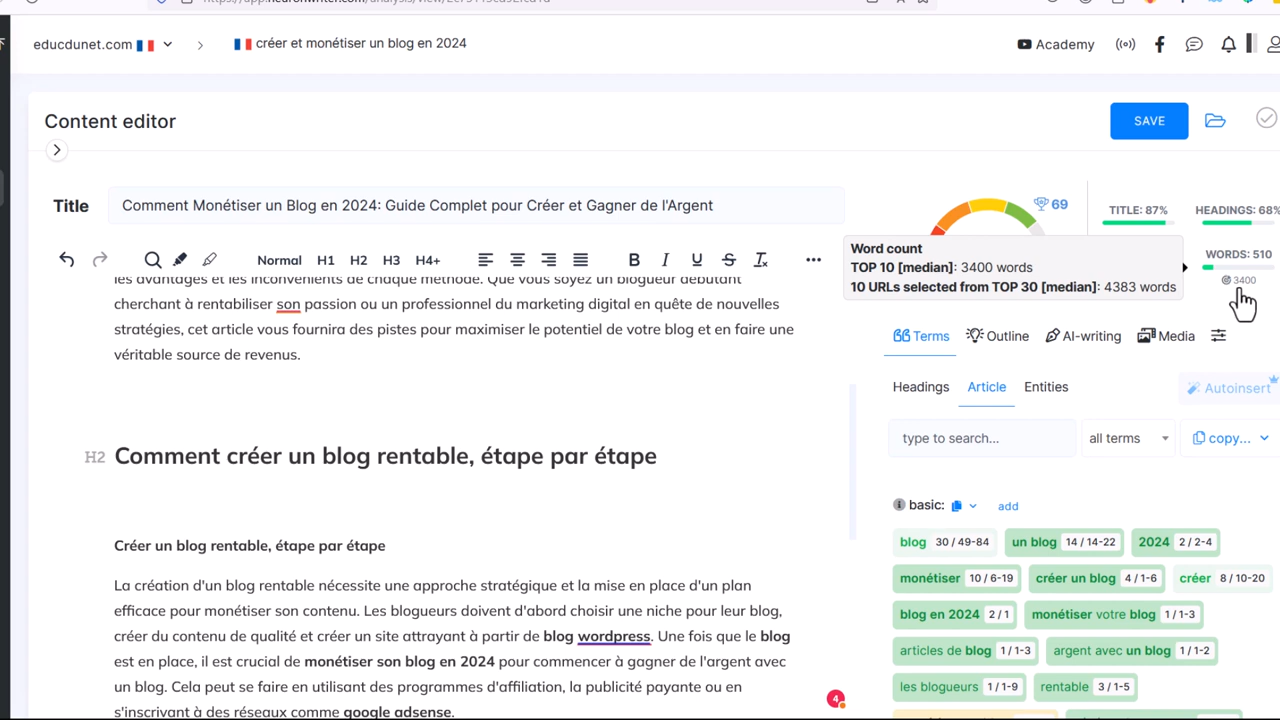 educdunet.com
créer et monétiser un blog en 2024
Academy
Content editor
SAVE
Title
Comment Monétiser un Blog en 2024: Guide Complet pour Créer et Gagner de l'Argent
69
TITLE: 87%
HEADINGS: 68%
WORDS: 510
3400
Normal H1 H2 H3 H4+ B I U S
Word count
TOP 10 [median]: 3400 words
10 URLs selected from TOP 30 [median]: 4383 words
les avantages et les inconvénients de chaque méthode. Que vous soyez un blogueur débutant
cherchant à rentabiliser son passion ou un professionnel du marketing digital en quête de nouvelles
stratégies, cet article vous fournira des pistes pour maximiser le potentiel de votre blog et en faire une
véritable source de revenus.
H2 Comment créer un blog rentable, étape par étape
Créer un blog rentable, étape par étape
La création d'un blog rentable nécessite une approche stratégique et la mise en place d'un plan
efficace pour monétiser son contenu. Les blogueurs doivent d'abord choisir une niche pour leur blog,
créer du contenu de qualité et créer un site attrayant à partir de blog wordpress. Une fois que le blog
est en place, il est crucial de monétiser son blog en 2024 pour commencer à gagner de l'argent avec
un blog. Cela peut se faire en utilisant des programmes d'affiliation, la publicité payante ou en
s'inscrivant à des réseaux comme google adsense.
4
Terms Outline AI-writing Media
Headings Article Entities
Autoinsert
type to search...
all terms
copy...
basic:
add
blog 30 / 49-84 un blog 14 / 14-22 2024 2 / 2-4
monétiser 10 / 6-19 créer un blog 4 / 1-6 créer 8 / 10-20
blog en 2024 2 / 1 monétiser votre blog 1 / 1-3
articles de blog 1 / 1-3 argent avec un blog 1 / 1-2
les blogueurs 1 / 1-9 rentable 3 / 1-5